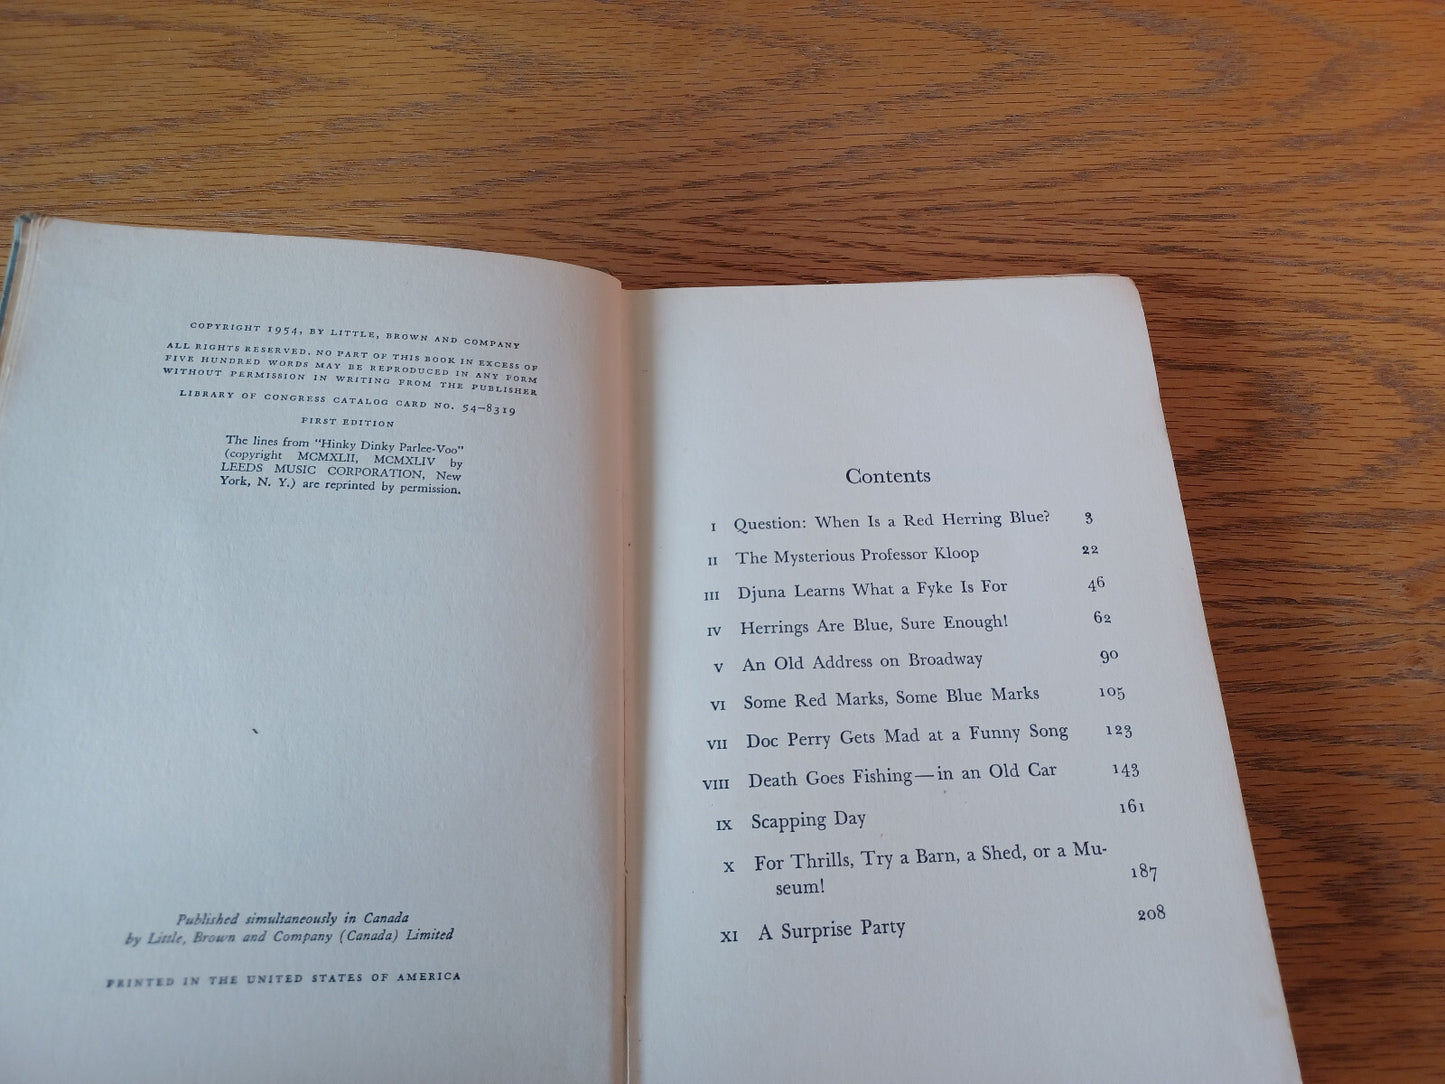 COPYRIGHT 1954, BY LITTLE, BROWN AND COMPANY
ALL RIGHTS RESERVED. NO PART OF THIS BOOK IN EXCESS OF
FIVE HUNDRED WORDS MAY BE REPRODUCED IN ANY FORM
WITHOUT PERMISSION IN WRITING FROM THE PUBLISHER
LIBRARY OF CONGRESS CATALOG CARD NO. 54–8319
FIRST EDITION
The lines from "Hinky Dinky Parlee-Voo"
(copyright MCMXLII, MCMXLIV by
LEEDS MUSIC CORPORATION, New
York, N. Y.) are reprinted by permission.
Published simultaneously in Canada
by Little, Brown and Company (Canada) Limited
PRINTED IN THE UNITED STATES OF AMERICA
Contents
I Question: When Is a Red Herring Blue? 3
II The Mysterious Professor Kloop 22
III Djuna Learns What a Fyke Is For 46
IV Herrings Are Blue, Sure Enough! 62
V An Old Address on Broadway 90
VI Some Red Marks, Some Blue Marks 105
VII Doc Perry Gets Mad at a Funny Song 123
VIII Death Goes Fishing—in an Old Car 143
IX Scapping Day 161
X For Thrills, Try a Barn, a Shed, or a Mu-
seum! 187
XI A Surprise Party 208